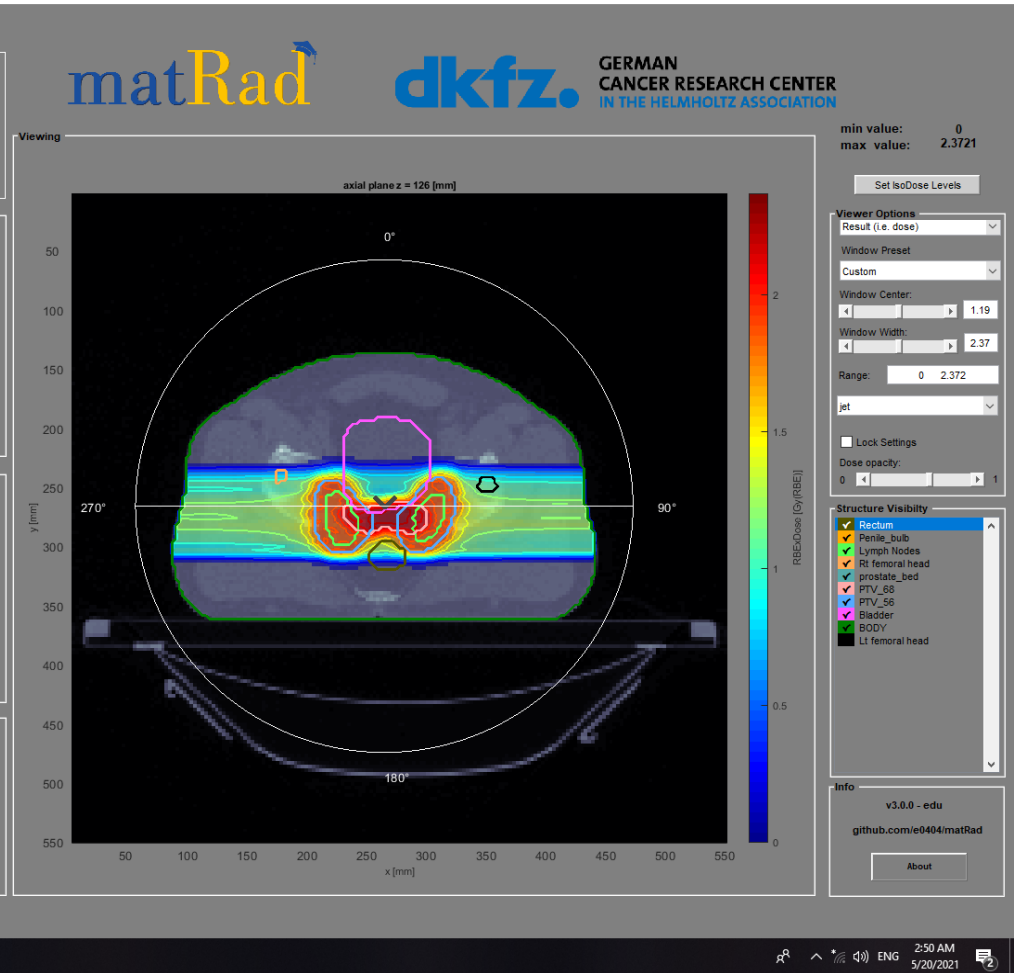 matRad
dkfz.
GERMAN
CANCER RESEARCH CENTER
IN THE HELMHOLTZ ASSOCIATION
Viewing
min value: 0
max value: 2.3721
Set IsoDose Levels
axial plane z = 126 [mm]
Viewer Options
Result (i.e. dose)
Window Preset
Custom
Window Center:
1.19
Window Width:
2.37
Range: 0 2.372
jet
Lock Settings
Dose opacity:
0 1
Structure Visibilty
Rectum
Penile_bulb
Lymph Nodes
Rt femoral head
prostate_bed
PTV_68
PTV_56
Bladder
BODY
Lt femoral head
Info
v3.0.0 - edu
github.com/e0404/matRad
About
0°
90°
180°
270°
50
100
150
200
250
300
350
400
450
500
550
y [mm]
50 100 150 200 250 300 350 400 450 500 550
x [mm]
2
1.5
1
0.5
0
RBExDose [Gy(RBE)]
ENG
2:50 AM
5/20/2021
2